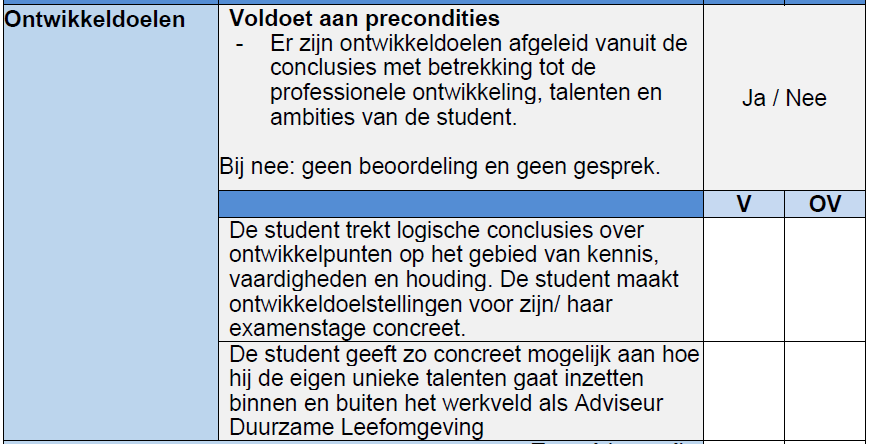 Ontwikkeldoelen
Voldoet aan precondities
- Er zijn ontwikkeldoelen afgeleid vanuit de
conclusies met betrekking tot de
professionele ontwikkeling, talenten en
ambities van de student.
Bij nee: geen beoordeling en geen gesprek.
Ja / Nee
V OV
De student trekt logische conclusies over
ontwikkelpunten op het gebied van kennis,
vaardigheden en houding. De student maakt
ontwikkeldoelstellingen voor zijn/ haar
examenstage concreet.
De student geeft zo concreet mogelijk aan hoe
hij de eigen unieke talenten gaat inzetten
binnen en buiten het werkveld als Adviseur
Duurzame Leefomgeving